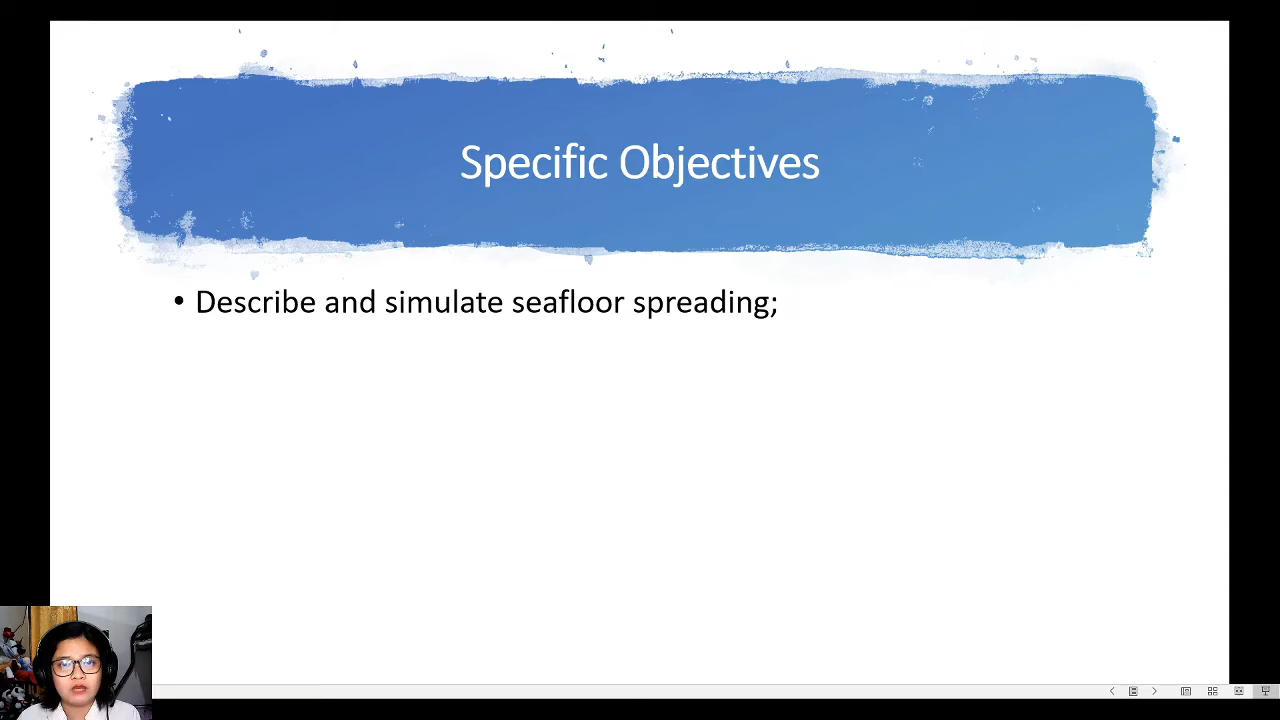 Specific Objectives
• Describe and simulate seafloor spreading;